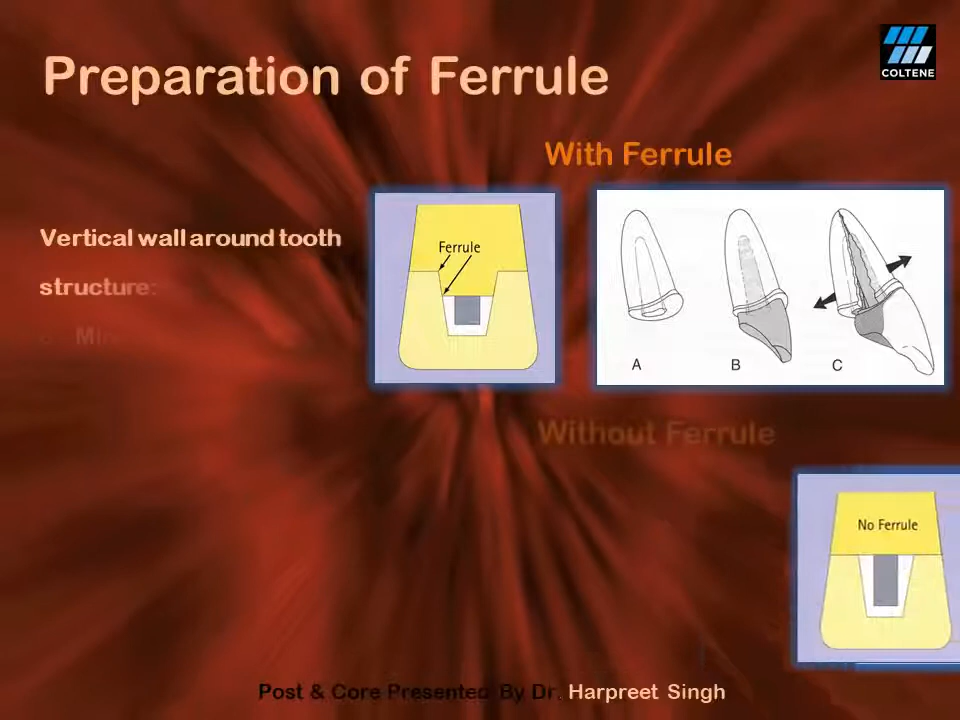 Preparation of Ferrule
COLTENE
With Ferrule
Vertical wall around tooth
structure:
Ferrule
A B C
Without Ferrule
No Ferrule
Post & Core Presented By Dr. Harpreet Singh